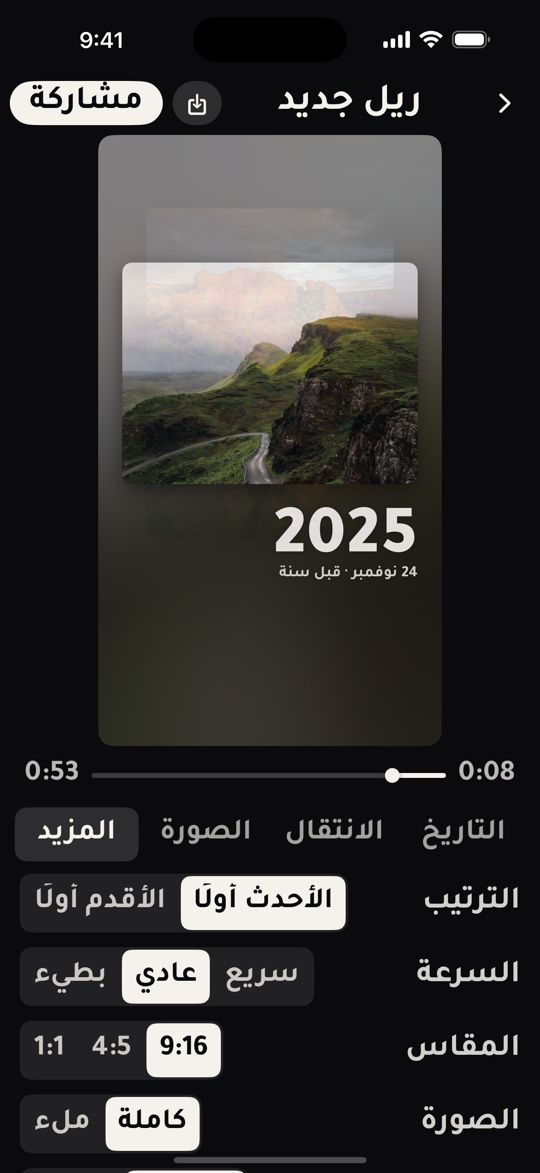 9:41
ريل جديد
مشاركة
2025
24 نوفمبر · قبل سنة
0:08
0:53
التاريخ
الانتقال
الصورة
المزيد
الترتيب
الأحدث أولًا
الأقدم أولًا
السرعة
سريع
عادي
بطيء
المقاس
9:16
4:5
1:1
الصورة
كاملة
ملء